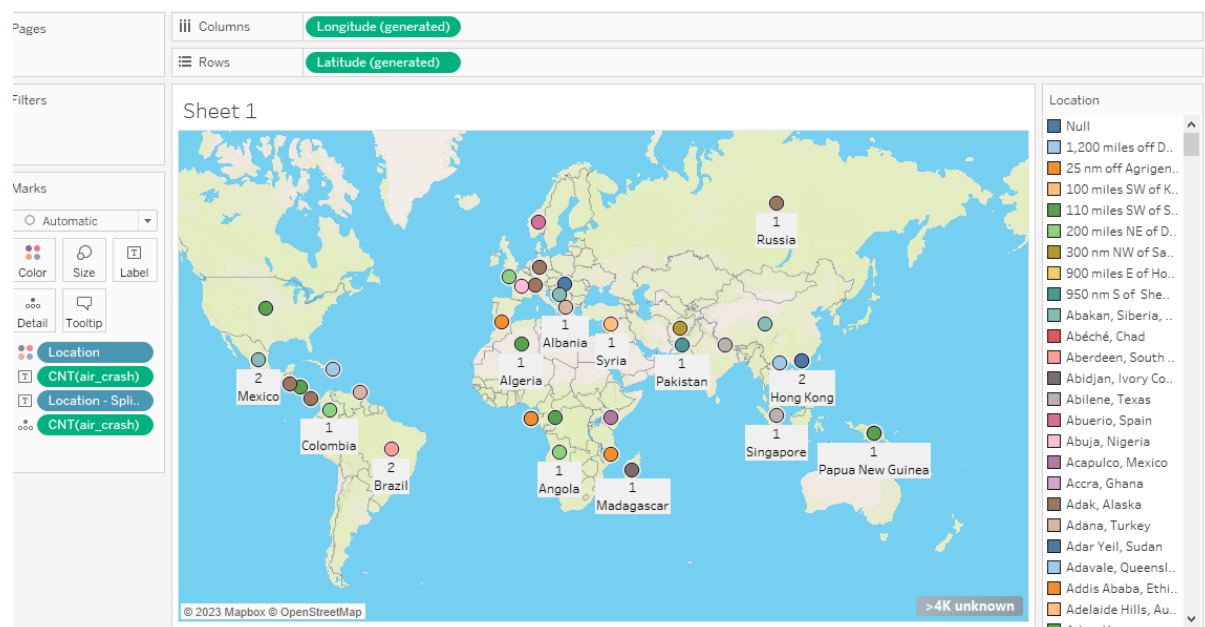 Pages
Columns
Longitude (generated)
Rows
Latitude (generated)
Filters
Marks
Automatic
Color
Size
Label
Detail
Tooltip
Location
CNT(air_crash)
Location - Spli..
CNT(air_crash)
Sheet 1
1
Russia
1
Albania
1
Syria
1
Algeria
1
Pakistan
2
Hong Kong
2
Mexico
1
Colombia
2
Brazil
1
Angola
1
Madagascar
1
Singapore
1
Papua New Guinea
© 2023 Mapbox © OpenStreetMap
>4K unknown
Location
Null
1,200 miles off D..
25 nm off Agrigen..
100 miles SW of K..
110 miles SW of S..
200 miles NE of D..
300 nm NW of Sa..
900 miles E of Ho..
950 nm S of She..
Abakan, Siberia, ..
Abéché, Chad
Aberdeen, South ..
Abidjan, Ivory Co..
Abilene, Texas
Abuerio, Spain
Abuja, Nigeria
Acapulco, Mexico
Accra, Ghana
Adak, Alaska
Adana, Turkey
Adar Yeil, Sudan
Adavale, Queensl..
Addis Ababa, Ethi..
Adelaide Hills, Au..